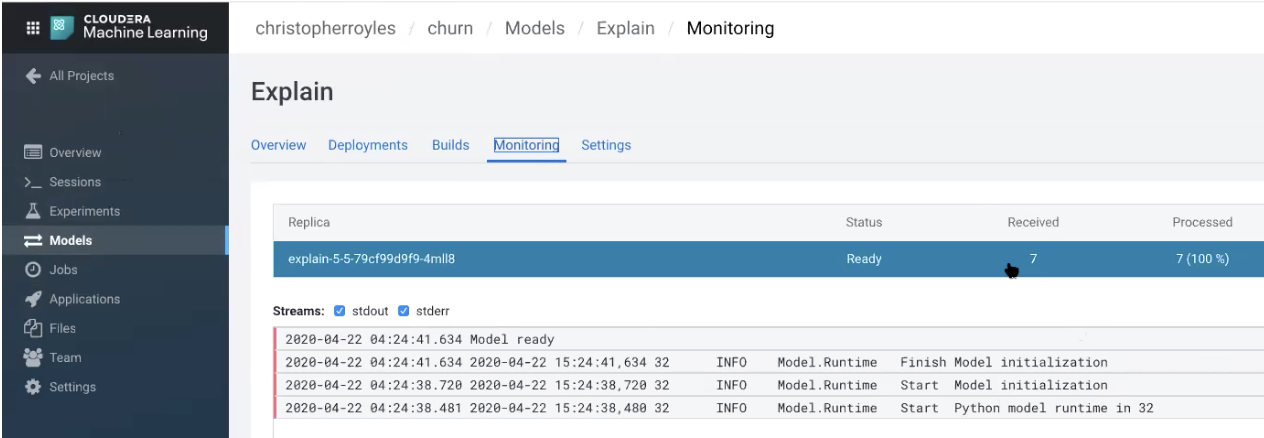 CLOUDERA
Machine Learning
christopherroyles / churn / Models / Explain / Monitoring
All Projects
Explain
Overview Deployments Builds Monitoring Settings
Overview
Sessions
Experiments
Models
Jobs
Applications
Files
Team
Settings
Replica Status Received Processed
explain-5-5-79cf99d9f9-4mll8 Ready 7 7 (100 %)
Streams: stdout stderr
2020-04-22 04:24:41.634 Model ready
2020-04-22 04:24:41.634 2020-04-22 15:24:41,634 32 INFO Model.Runtime Finish Model initialization
2020-04-22 04:24:38.720 2020-04-22 15:24:38,720 32 INFO Model.Runtime Start Model initialization
2020-04-22 04:24:38.481 2020-04-22 15:24:38,480 32 INFO Model.Runtime Start Python model runtime in 32